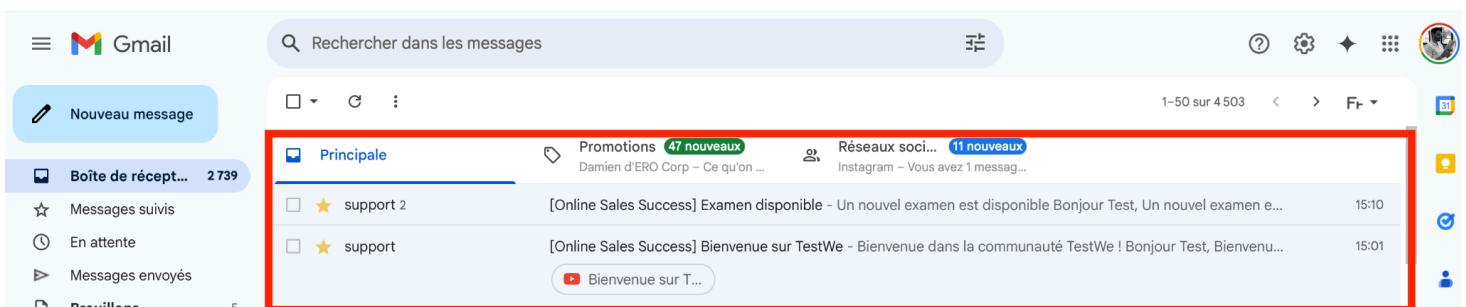 Gmail
Rechercher dans les messages
Nouveau message
1–50 sur 4 503
Principale
Promotions 47 nouveaux
Damien d'ERO Corp – Ce qu'on ...
Réseaux soci... 11 nouveaux
Instagram – Vous avez 1 messag...
Boîte de récept... 2 739
Messages suivis
En attente
Messages envoyés
support 2 [Online Sales Success] Examen disponible - Un nouvel examen est disponible Bonjour Test, Un nouvel examen e... 15:10
support [Online Sales Success] Bienvenue sur TestWe - Bienvenue dans la communauté TestWe ! Bonjour Test, Bienvenu... 15:01
Bienvenue sur T...
31